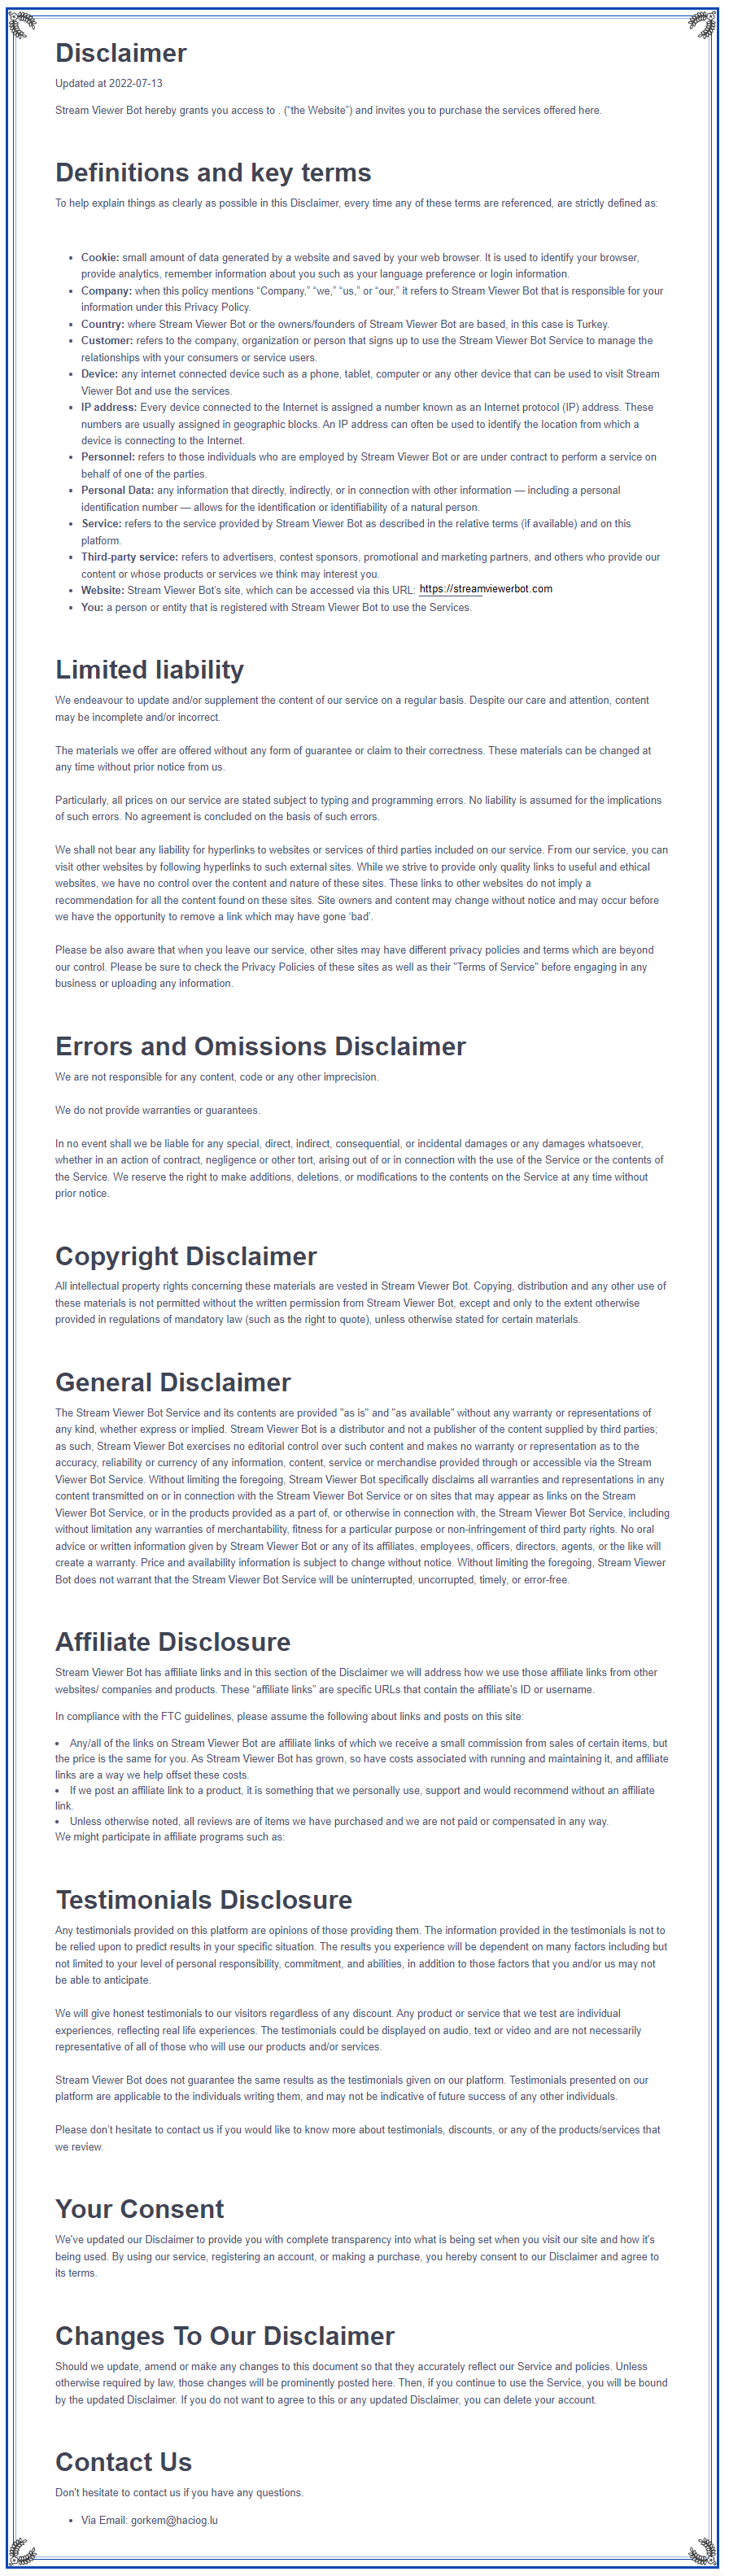 Disclaimer
Updated at 2022-07-13
Stream Viewer Bot hereby grants you access to . (“the Website”) and invites you to purchase the services offered here.
Definitions and key terms
To help explain things as clearly as possible in this Disclaimer, every time any of these terms are referenced, are strictly defined as:
• Cookie: small amount of data generated by a website and saved by your web browser. It is used to identify your browser,
provide analytics, remember information about you such as your language preference or login information.
• Company: when this policy mentions “Company,” “we,” “us,” or “our,” it refers to Stream Viewer Bot that is responsible for your
information under this Privacy Policy.
• Country: where Stream Viewer Bot or the owners/founders of Stream Viewer Bot are based, in this case is Turkey.
• Customer: refers to the company, organization or person that signs up to use the Stream Viewer Bot Service to manage the
relationships with your consumers or service users.
• Device: any internet connected device such as a phone, tablet, computer or any other device that can be used to visit Stream
Viewer Bot and use the services.
• IP address: Every device connected to the Internet is assigned a number known as an Internet protocol (IP) address. These
numbers are usually assigned in geographic blocks. An IP address can often be used to identify the location from which a
device is connecting to the Internet.
• Personnel: refers to those individuals who are employed by Stream Viewer Bot or are under contract to perform a service on
behalf of one of the parties.
• Personal Data: any information that directly, indirectly, or in connection with other information — including a personal
identification number — allows for the identification or identifiability of a natural person.
• Service: refers to the service provided by Stream Viewer Bot as described in the relative terms (if available) and on this
platform.
• Third-party service: refers to advertisers, contest sponsors, promotional and marketing partners, and others who provide our
content or whose products or services we think may interest you.
• Website: Stream Viewer Bot’s site, which can be accessed via this URL: https://streamviewerbot.com
• You: a person or entity that is registered with Stream Viewer Bot to use the Services.
Limited liability
We endeavour to update and/or supplement the content of our service on a regular basis. Despite our care and attention, content
may be incomplete and/or incorrect.
The materials we offer are offered without any form of guarantee or claim to their correctness. These materials can be changed at
any time without prior notice from us.
Particularly, all prices on our service are stated subject to typing and programming errors. No liability is assumed for the implications
of such errors. No agreement is concluded on the basis of such errors.
We shall not bear any liability for hyperlinks to websites or services of third parties included on our service. From our service, you can
visit other websites by following hyperlinks to such external sites. While we strive to provide only quality links to useful and ethical
websites, we have no control over the content and nature of these sites. These links to other websites do not imply a
recommendation for all the content found on these sites. Site owners and content may change without notice and may occur before
we have the opportunity to remove a link which may have gone ‘bad’.
Please be also aware that when you leave our service, other sites may have different privacy policies and terms which are beyond
our control. Please be sure to check the Privacy Policies of these sites as well as their "Terms of Service" before engaging in any
business or uploading any information.
Errors and Omissions Disclaimer
We are not responsible for any content, code or any other imprecision.
We do not provide warranties or guarantees.
In no event shall we be liable for any special, direct, indirect, consequential, or incidental damages or any damages whatsoever,
whether in an action of contract, negligence or other tort, arising out of or in connection with the use of the Service or the contents of
the Service. We reserve the right to make additions, deletions, or modifications to the contents on the Service at any time without
prior notice.
Copyright Disclaimer
All intellectual property rights concerning these materials are vested in Stream Viewer Bot. Copying, distribution and any other use of
these materials is not permitted without the written permission from Stream Viewer Bot, except and only to the extent otherwise
provided in regulations of mandatory law (such as the right to quote), unless otherwise stated for certain materials.
General Disclaimer
The Stream Viewer Bot Service and its contents are provided "as is" and "as available" without any warranty or representations of
any kind, whether express or implied. Stream Viewer Bot is a distributor and not a publisher of the content supplied by third parties;
as such, Stream Viewer Bot exercises no editorial control over such content and makes no warranty or representation as to the
accuracy, reliability or currency of any information, content, service or merchandise provided through or accessible via the Stream
Viewer Bot Service. Without limiting the foregoing, Stream Viewer Bot specifically disclaims all warranties and representations in any
content transmitted on or in connection with the Stream Viewer Bot Service or on sites that may appear as links on the Stream
Viewer Bot Service, or in the products provided as a part of, or otherwise in connection with, the Stream Viewer Bot Service, including
without limitation any warranties of merchantability, fitness for a particular purpose or non-infringement of third party rights. No oral
advice or written information given by Stream Viewer Bot or any of its affiliates, employees, officers, directors, agents, or the like will
create a warranty. Price and availability information is subject to change without notice. Without limiting the foregoing, Stream Viewer
Bot does not warrant that the Stream Viewer Bot Service will be uninterrupted, uncorrupted, timely, or error-free.
Affiliate Disclosure
Stream Viewer Bot has affiliate links and in this section of the Disclaimer we will address how we use those affiliate links from other
websites/ companies and products. These “affiliate links” are specific URLs that contain the affiliate's ID or username.
In compliance with the FTC guidelines, please assume the following about links and posts on this site:
• Any/all of the links on Stream Viewer Bot are affiliate links of which we receive a small commission from sales of certain items, but
the price is the same for you. As Stream Viewer Bot has grown, so have costs associated with running and maintaining it, and affiliate
links are a way we help offset these costs.
• If we post an affiliate link to a product, it is something that we personally use, support and would recommend without an affiliate
link.
• Unless otherwise noted, all reviews are of items we have purchased and we are not paid or compensated in any way.
We might participate in affiliate programs such as:
Testimonials Disclosure
Any testimonials provided on this platform are opinions of those providing them. The information provided in the testimonials is not to
be relied upon to predict results in your specific situation. The results you experience will be dependent on many factors including but
not limited to your level of personal responsibility, commitment, and abilities, in addition to those factors that you and/or us may not
be able to anticipate.
We will give honest testimonials to our visitors regardless of any discount. Any product or service that we test are individual
experiences, reflecting real life experiences. The testimonials could be displayed on audio, text or video and are not necessarily
representative of all of those who will use our products and/or services.
Stream Viewer Bot does not guarantee the same results as the testimonials given on our platform. Testimonials presented on our
platform are applicable to the individuals writing them, and may not be indicative of future success of any other individuals.
Please don’t hesitate to contact us if you would like to know more about testimonials, discounts, or any of the products/services that
we review.
Your Consent
We've updated our Disclaimer to provide you with complete transparency into what is being set when you visit our site and how it's
being used. By using our service, registering an account, or making a purchase, you hereby consent to our Disclaimer and agree to
its terms.
Changes To Our Disclaimer
Should we update, amend or make any changes to this document so that they accurately reflect our Service and policies. Unless
otherwise required by law, those changes will be prominently posted here. Then, if you continue to use the Service, you will be bound
by the updated Disclaimer. If you do not want to agree to this or any updated Disclaimer, you can delete your account.
Contact Us
Don't hesitate to contact us if you have any questions.
• Via Email: gorkem@haciog.lu